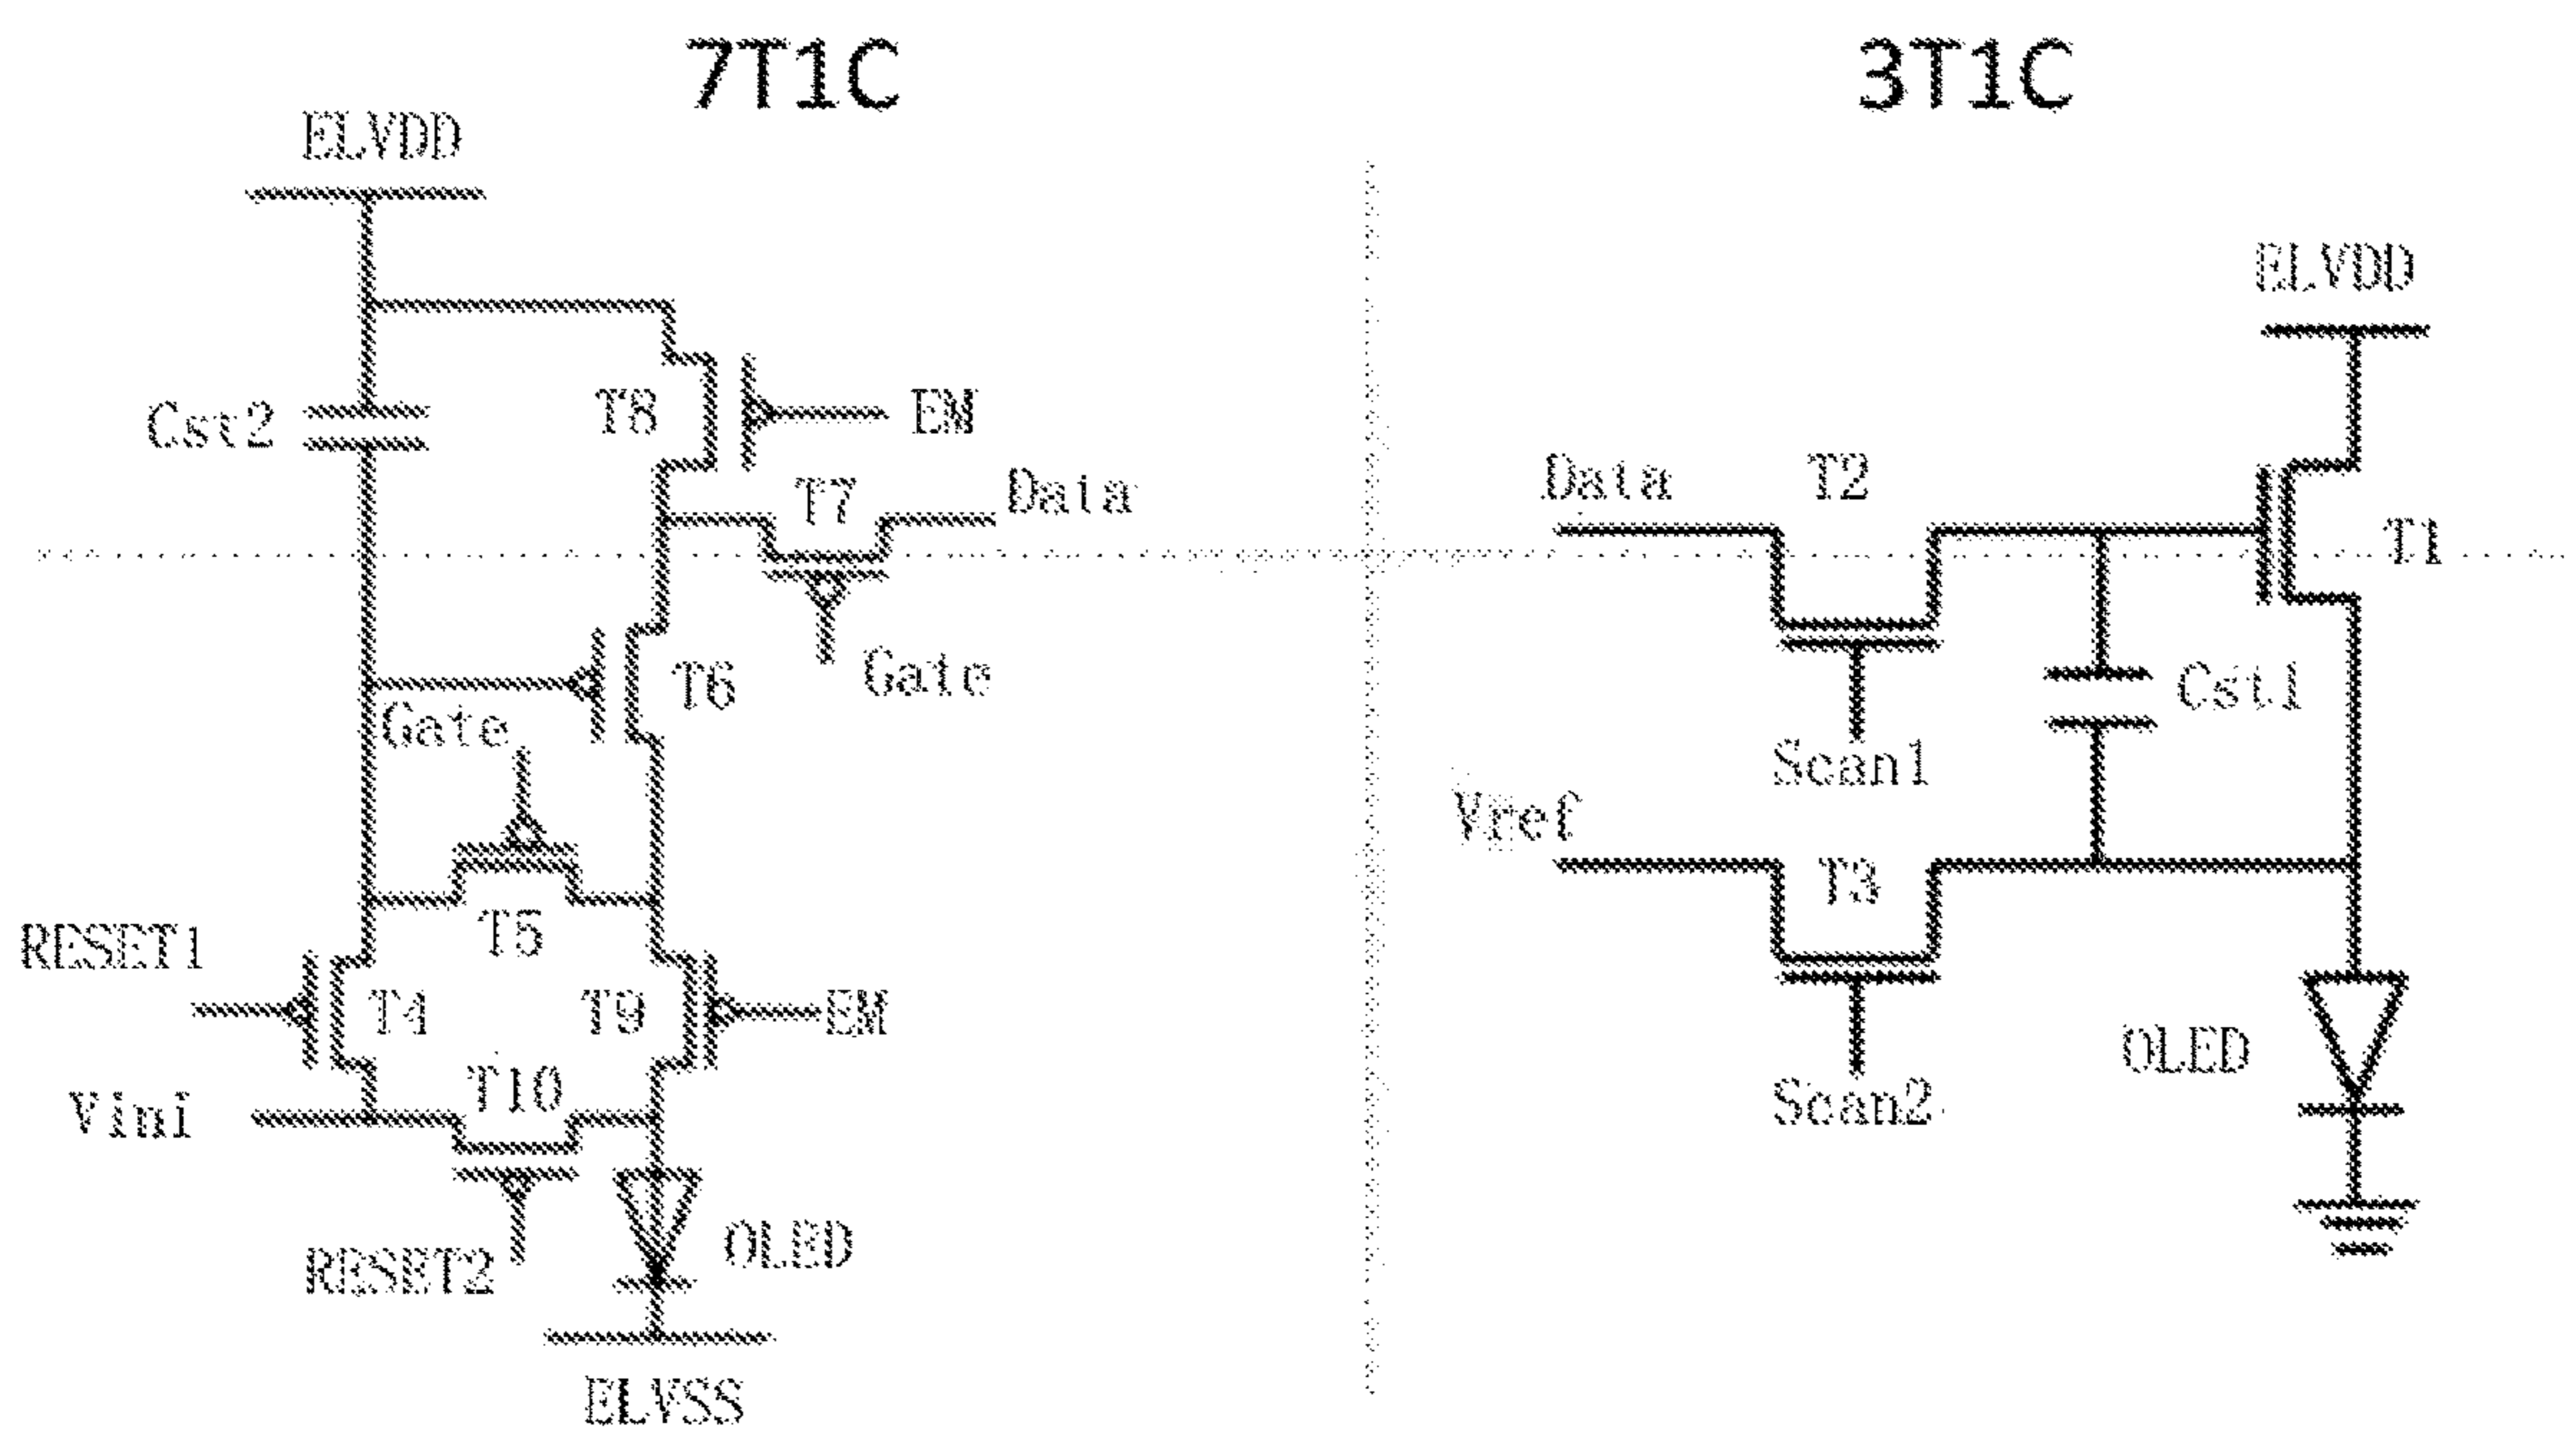 7T1C
ELVDD
Cst2
T8
EM
T7
Data
Gate
T6
Gate
T5
RESET1
T4
T9
EM
T10
Vini
RESET2
OLED
ELVSS
3T1C
ELVDD
Data
T2
T1
Scan1
Cst1
Vref
T3
Scan2
OLED